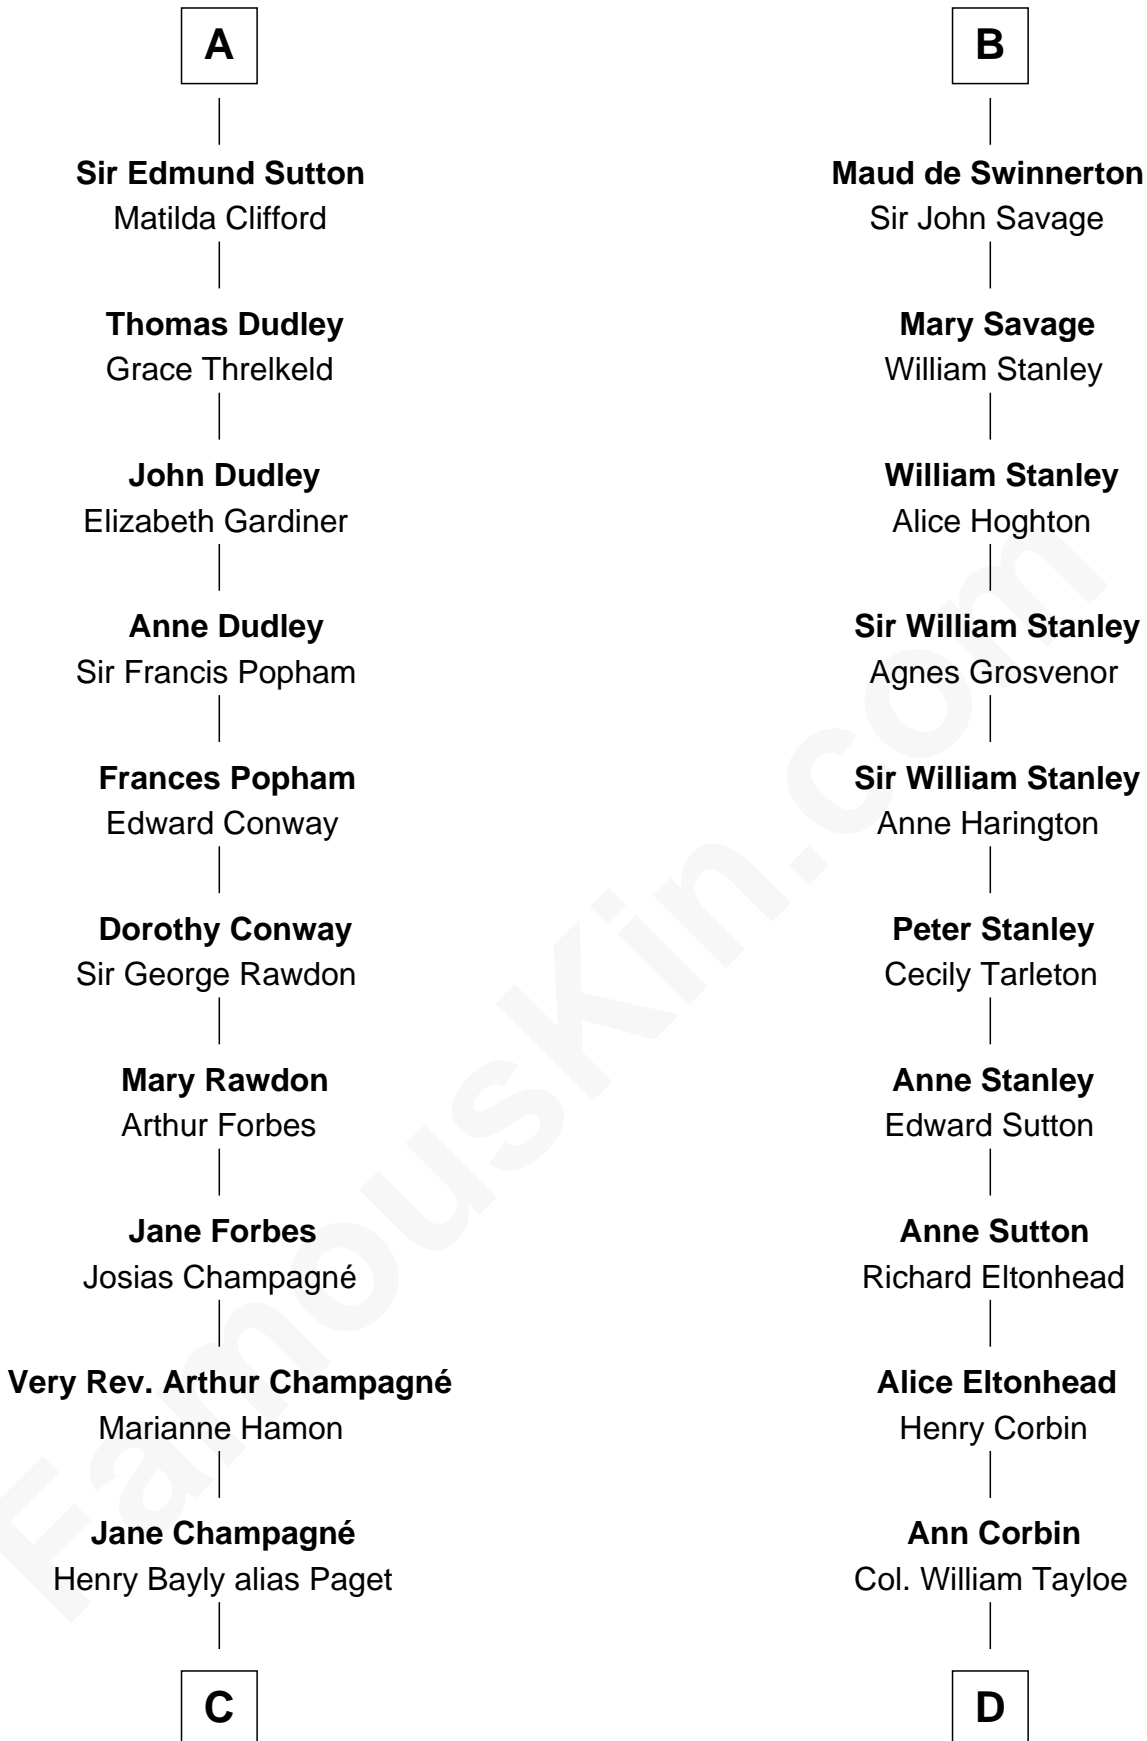 A
Sir Edmund Sutton
Matilda Clifford
Thomas Dudley
Grace Threlkeld
John Dudley
Elizabeth Gardiner
Anne Dudley
Sir Francis Popham
Frances Popham
Edward Conway
Dorothy Conway
Sir George Rawdon
Mary Rawdon
Arthur Forbes
Jane Forbes
Josias Champagné
Very Rev. Arthur Champagné
Marianne Hamon
Jane Champagné
Henry Bayly alias Paget
C
B
Maud de Swinnerton
Sir John Savage
Mary Savage
William Stanley
William Stanley
Alice Hoghton
Sir William Stanley
Agnes Grosvenor
Sir William Stanley
Anne Harington
Peter Stanley
Cecily Tarleton
Anne Stanley
Edward Sutton
Anne Sutton
Richard Eltonhead
Alice Eltonhead
Henry Corbin
Ann Corbin
Col. William Tayloe
D
FamousKin.com